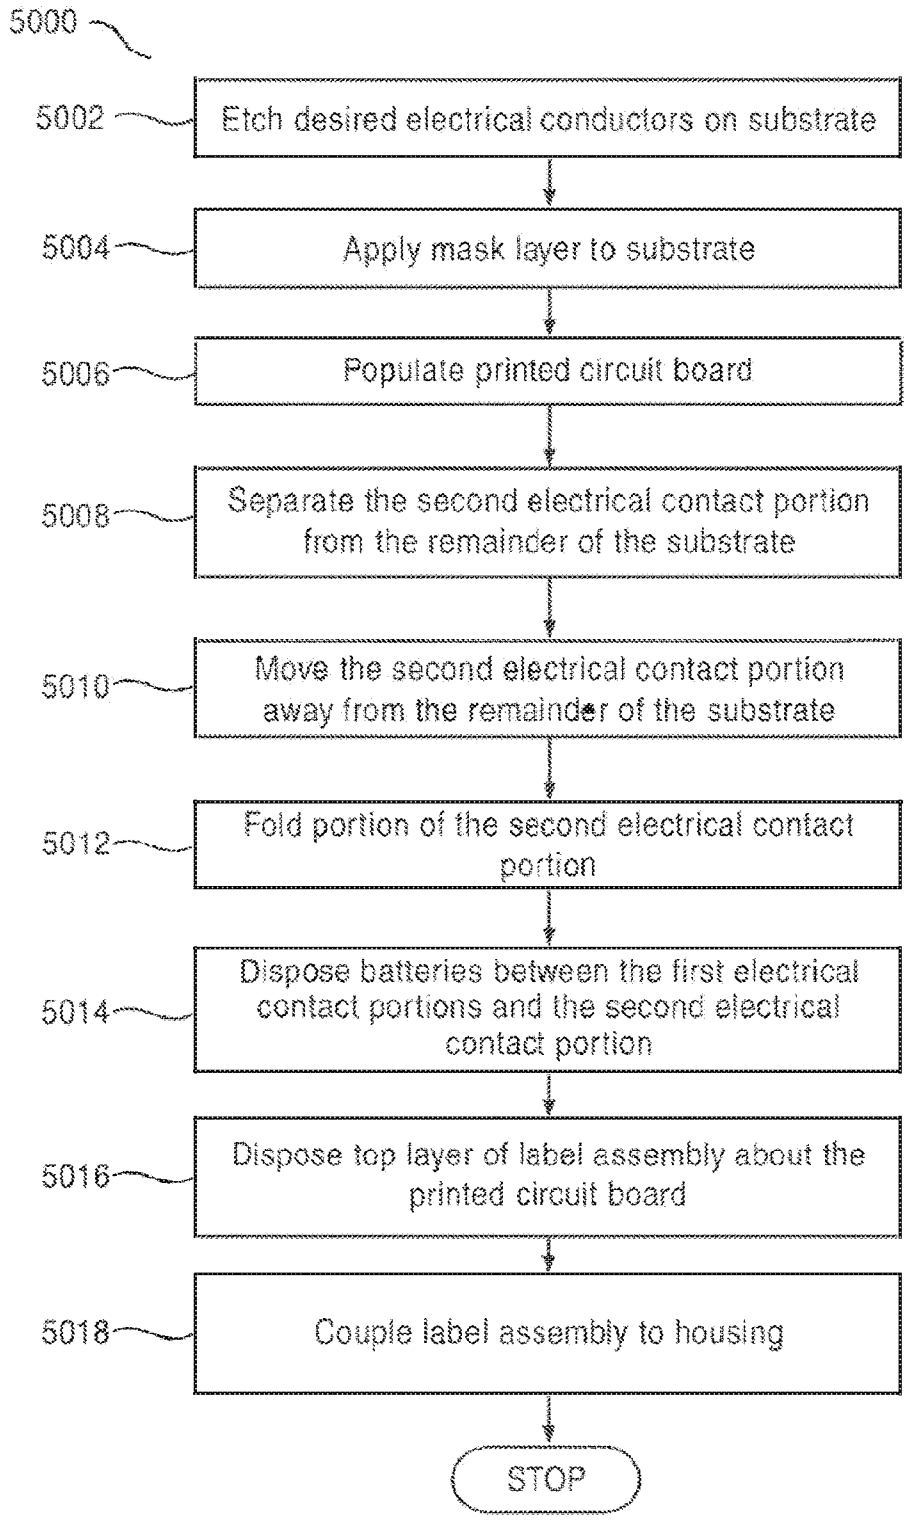 5000
5002
Etch desired electrical conductors on substrate
5004
Apply mask layer to substrate
5006
Populate printed circuit board
5008
Separate the second electrical contact portion
from the remainder of the substrate
5010
Move the second electrical contact portion
away from the remainder of the substrate
5012
Fold portion of the second electrical contact
portion
5014
Dispose batteries between the first electrical
contact portions and the second electrical
contact portion
5016
Dispose top layer of label assembly about the
printed circuit board
5018
Couple label assembly to housing
STOP